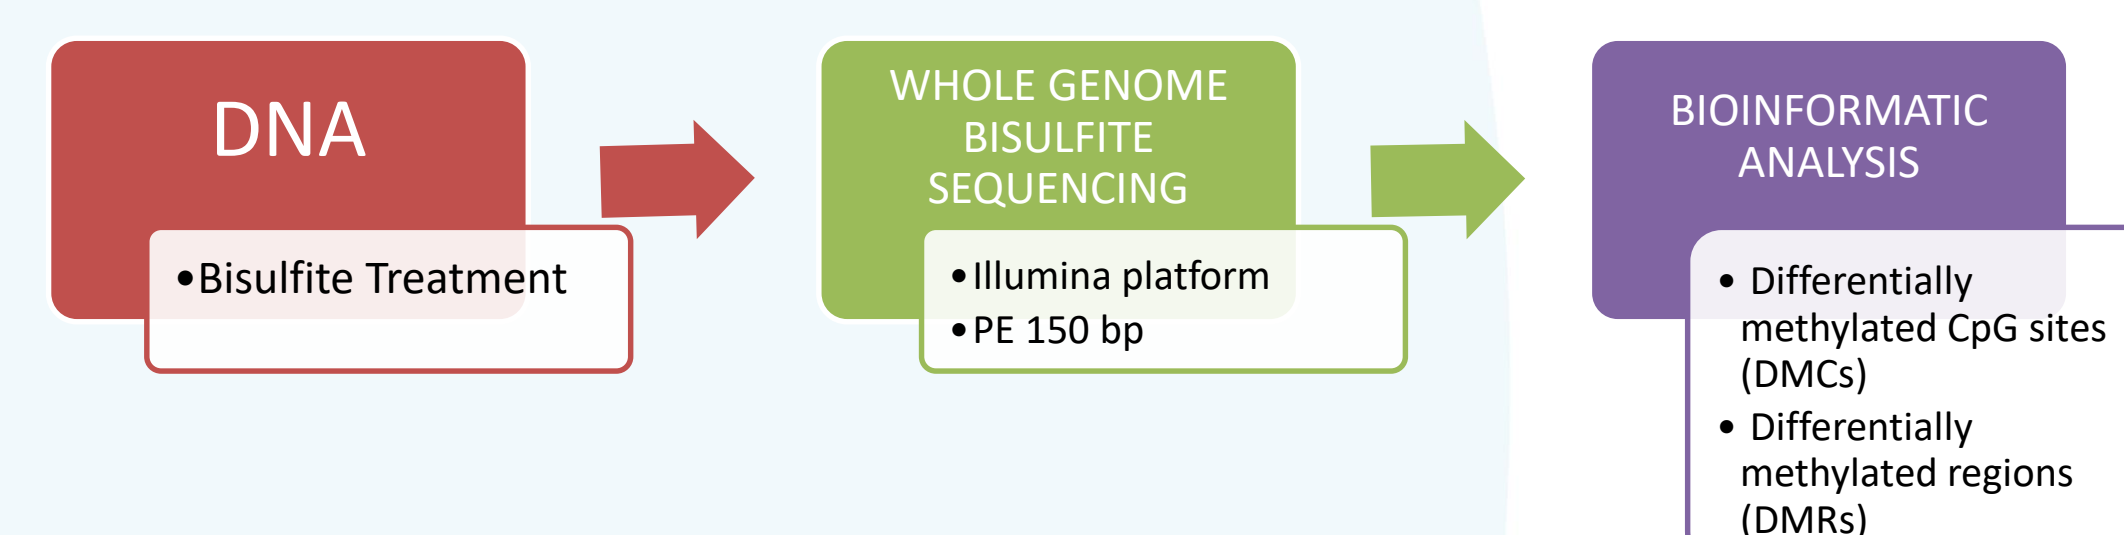 DNA
•Bisulfite Treatment
WHOLE GENOME
BISULFITE
SEQUENCING
•Illumina platform
•PE 150 bp
BIOINFORMATIC
ANALYSIS
• Differentially
methylated CpG sites
(DMCs)
• Differentially
methylated regions
(DMRs)